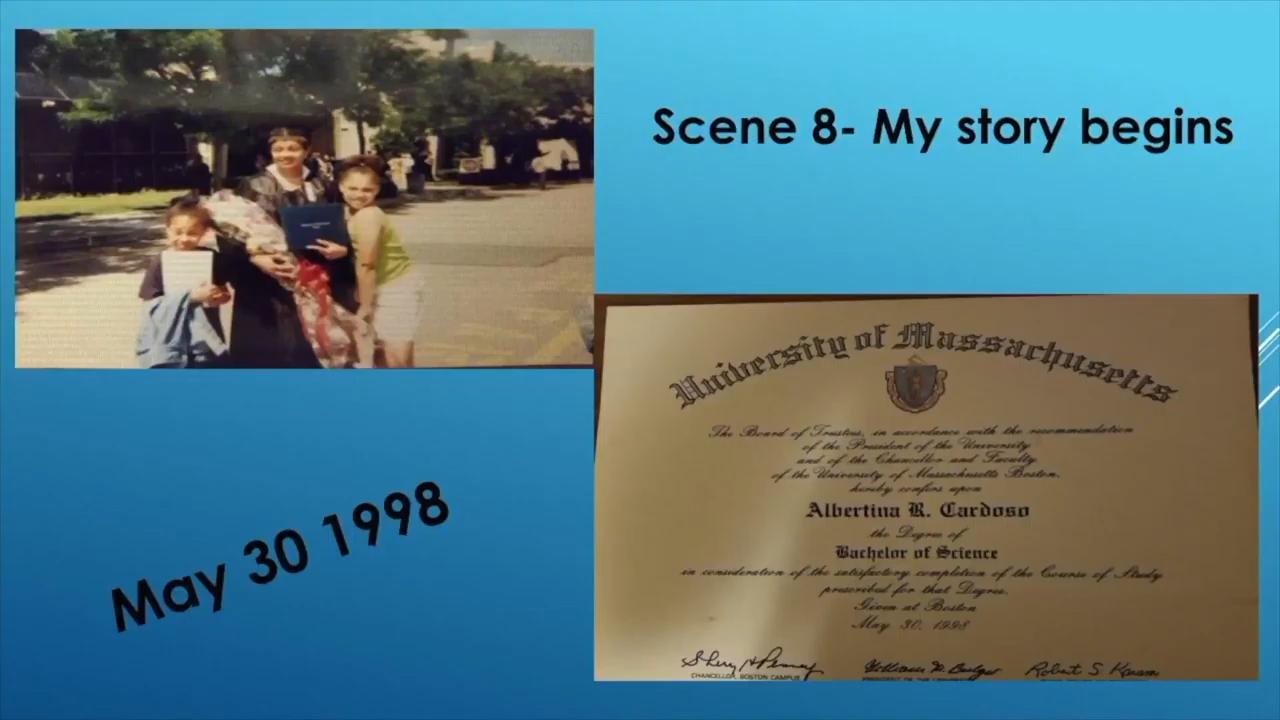 Scene 8- My story begins
May 30 1998
University of Massachusetts
The Board of Trustees, in accordance with the recommendation
of the President of the University
and of the Chancellor and Faculty
of the University of Massachusetts Boston,
hereby confers upon
Albertina R. Cardoso
the Degree of
Bachelor of Science
in consideration of the satisfactory completion of the Course of Study
prescribed for that Degree.
Given at Boston
May 30, 1998
CHANCELLOR, BOSTON CAMPUS